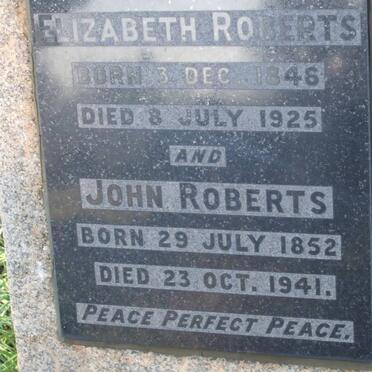 ELIZABETH ROBERTS
BORN 3 DEC. 1846
DIED 8 JULY 1925
AND
JOHN ROBERTS
BORN 29 JULY 1852
DIED 23 OCT. 1941.
PEACE PERFECT PEACE.